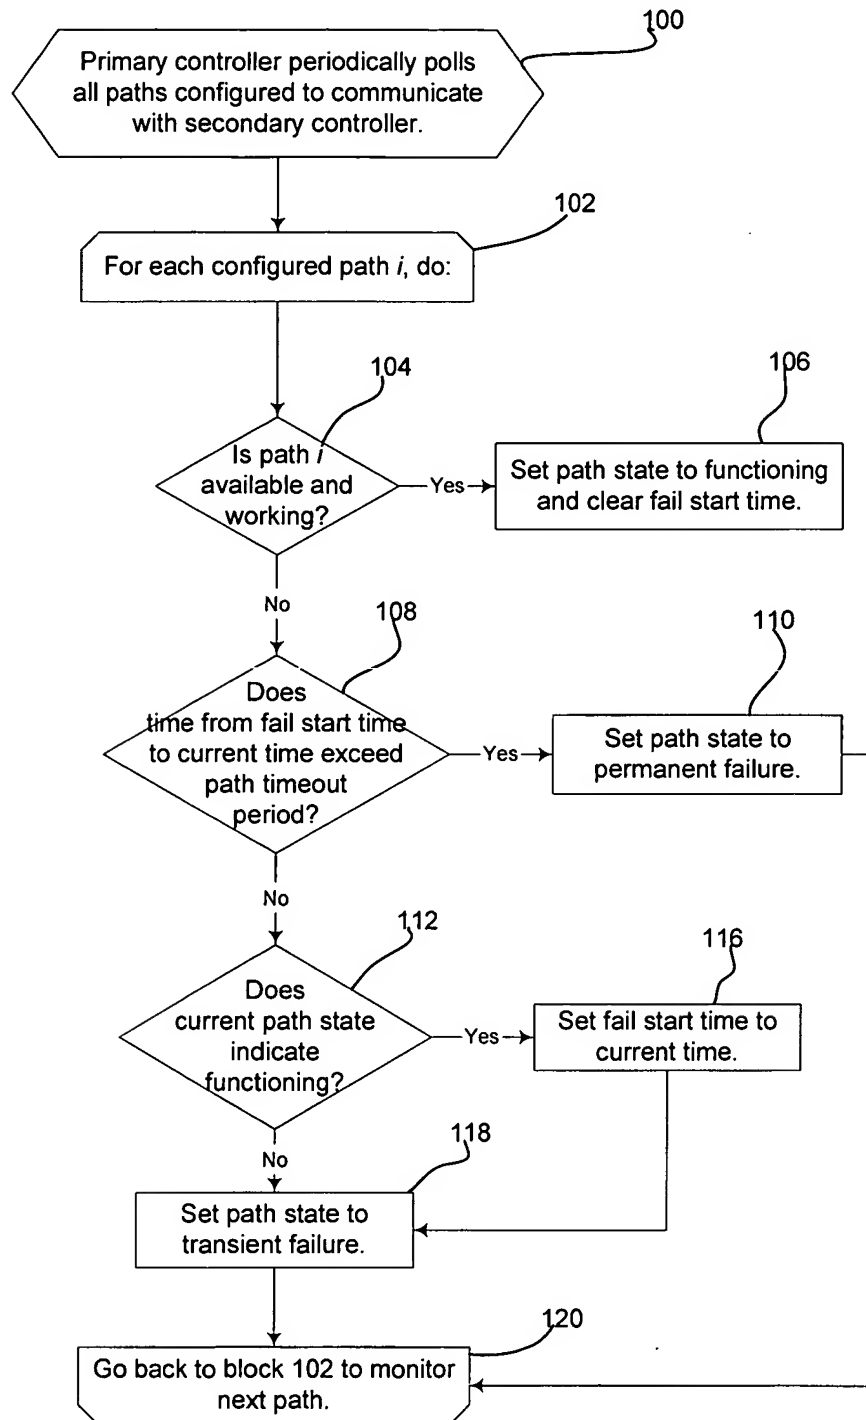 100
Primary controller periodically polls
all paths configured to communicate
with secondary controller.
102
For each configured path i, do:
104
106
Is path i
available and
working?
Yes
Set path state to functioning
and clear fail start time.
No
108
110
Does
time from fail start time
to current time exceed
path timeout
period?
Yes
Set path state to
permanent failure.
No
112
116
Does
current path state
indicate
functioning?
Yes
Set fail start time to
current time.
No
118
Set path state to
transient failure.
120
Go back to block 102 to monitor
next path.